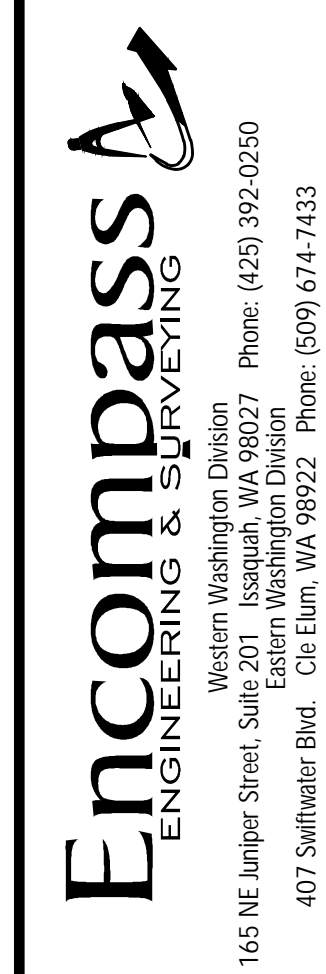 Encompass
ENGINEERING & SURVEYING
Western Washington Division
165 NE Juniper Street, Suite 201 Issaquah, WA 98027 Phone: (425) 392-0250
Eastern Washington Division
407 Swiftwater Blvd. Cle Elum, WA 98922 Phone: (509) 674-7433